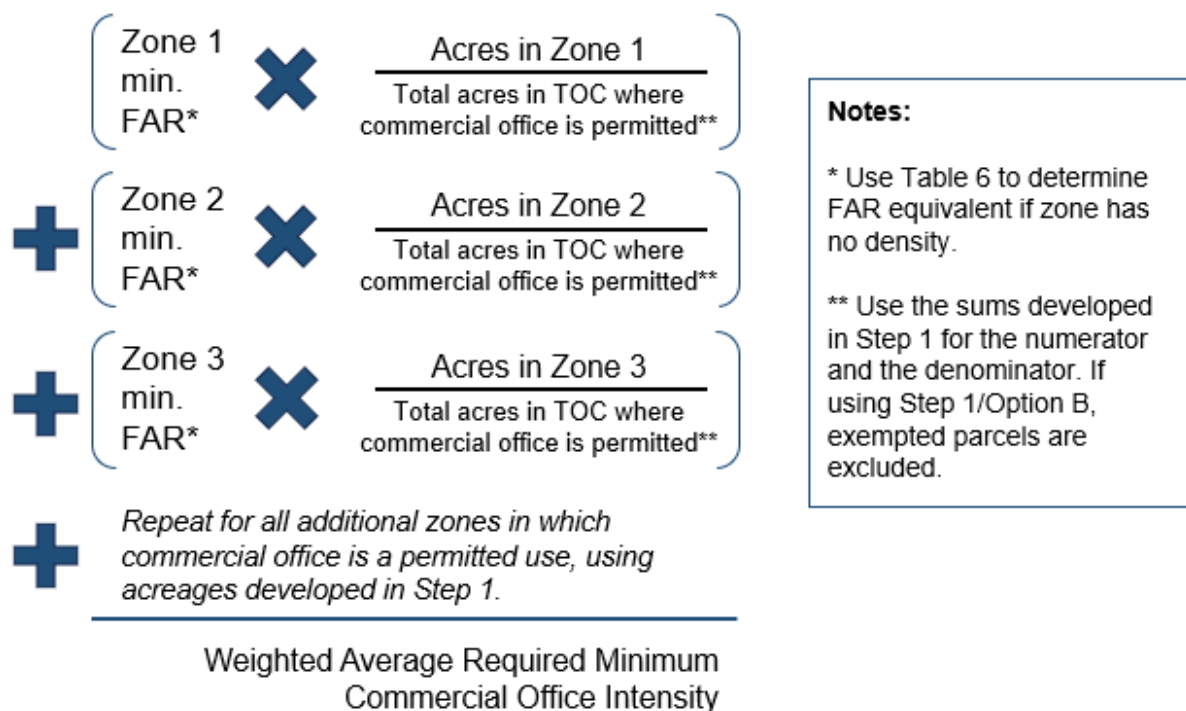 Zone 1
min.
FAR*
Acres in Zone 1
Total acres in TOC where
commercial office is permitted**
Zone 2
min.
FAR*
Acres in Zone 2
Total acres in TOC where
commercial office is permitted**
Zone 3
min.
FAR*
Acres in Zone 3
Total acres in TOC where
commercial office is permitted**
Repeat for all additional zones in which
commercial office is a permitted use, using
acreages developed in Step 1.
Weighted Average Required Minimum
Commercial Office Intensity
Notes:
* Use Table 6 to determine
FAR equivalent if zone has
no density.
** Use the sums developed
in Step 1 for the numerator
and the denominator. If
using Step 1/Option B,
exempted parcels are
excluded.